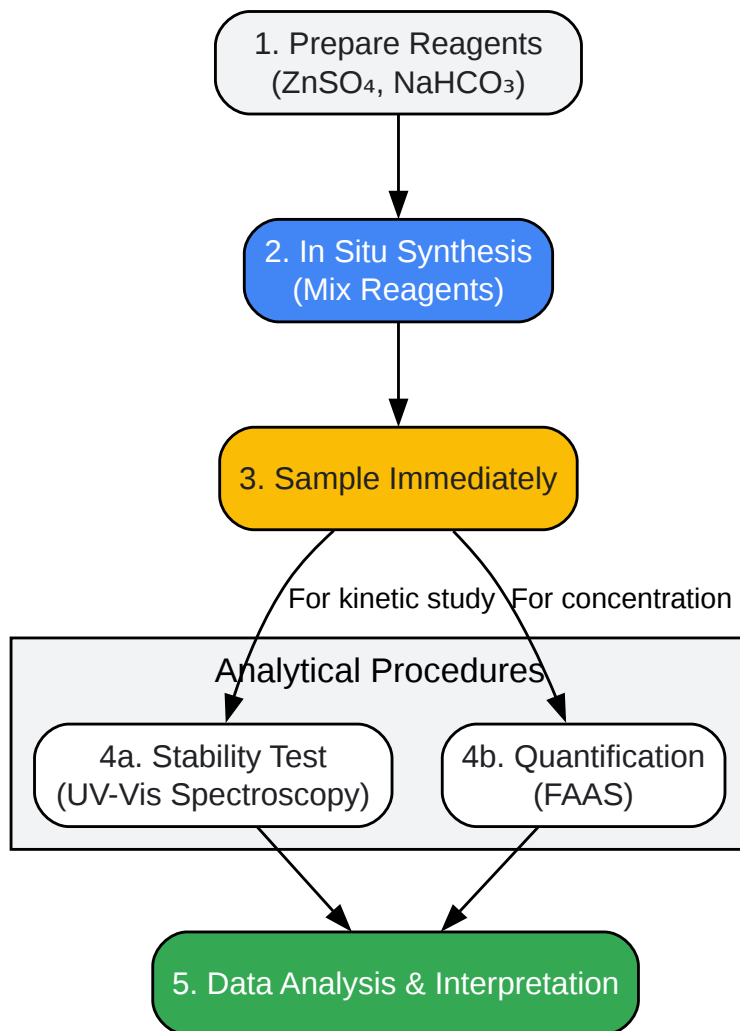 1. Prepare Reagents
(ZnSO₄, NaHCO₃)
2. In Situ Synthesis
(Mix Reagents)
3. Sample Immediately
For kinetic study
For concentration
Analytical Procedures
4a. Stability Test
(UV-Vis Spectroscopy)
4b. Quantification
(FAAS)
5. Data Analysis & Interpretation